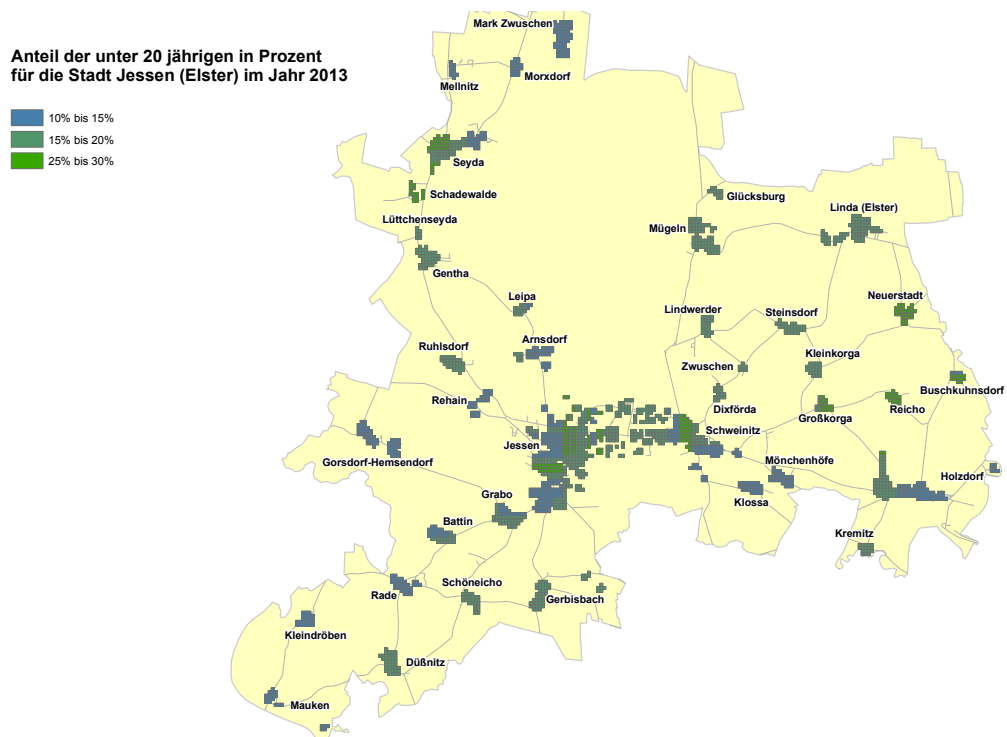 Anteil der unter 20 jährigen in Prozent
für die Stadt Jessen (Elster) im Jahr 2013
10% bis 15%
15% bis 20%
25% bis 30%
Mark Zwuschen
Mellnitz
Morxdorf
Seyda
Schadewalde
Glücksburg
Linda (Elster)
Lüttchenseyda
Mügeln
Gentha
Leipa
Neuerstadt
Lindwerder
Steinsdorf
Arnsdorf
Ruhlsdorf
Kleinkorga
Zwuschen
Buschkuhnsdorf
Rehain
Dixförda
Reicho
Großkorga
Schweinitz
Jessen
Gorsdorf-Hemsendorf
Mönchenhöfe
Holzdorf
Grabo
Klossa
Battin
Kremitz
Schöneicho
Rade
Gerbisbach
Kleindröben
Düßnitz
Mauken